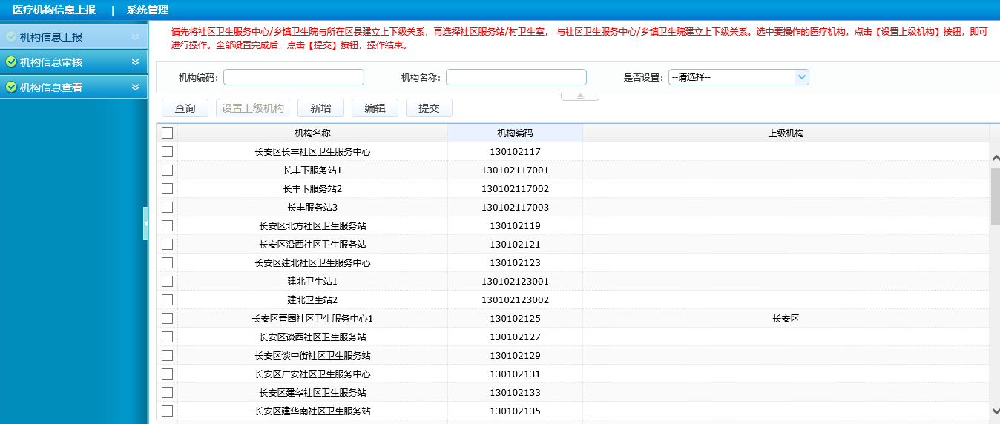 医疗机构信息上报 | 系统管理
机构信息上报
机构信息审核
机构信息查看
请先将社区卫生服务中心/乡镇卫生院与所在区县建立上下级关系，再选择社区服务站/村卫生室， 与社区卫生服务中心/乡镇卫生院建立上下级关系。选中要操作的医疗机构，点击【设置上级机构】按钮，即可
进行操作。全部设置完成后，点击【提交】按钮，操作结束。
机构编码： 机构名称： 是否设置： --请选择--
查询 设置上级机构 新增 编辑 提交
机构名称 机构编码 上级机构
长安区长丰社区卫生服务中心 130102117
长丰下服务站1 130102117001
长丰下服务站2 130102117002
长丰服务站3 130102117003
长安区北方社区卫生服务站 130102119
长安区沿西社区卫生服务站 130102121
长安区建北社区卫生服务中心 130102123
建北卫生站1 130102123001
建北卫生站2 130102123002
长安区青园社区卫生服务中心1 130102125 长安区
长安区谈西社区卫生服务站 130102127
长安区谈中街社区卫生服务站 130102129
长安区广安社区卫生服务中心 130102131
长安区建华社区卫生服务站 130102133
长安区建华南社区卫生服务站 130102135